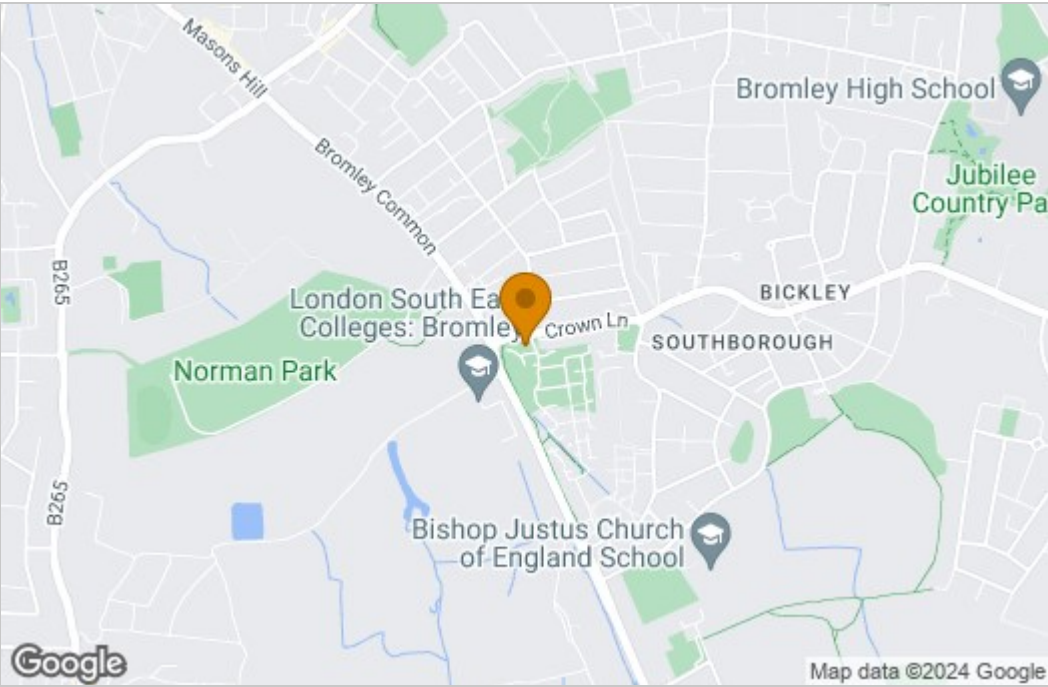 Masons Hill
Bromley High School
Bromley Common
Jubilee
Country Pa
B265
BICKLEY
London South Ea
Colleges: Bromley
Crown Ln
SOUTHBOROUGH
Norman Park
B265
Bishop Justus Church
of England School
Google
Map data ©2024 Google